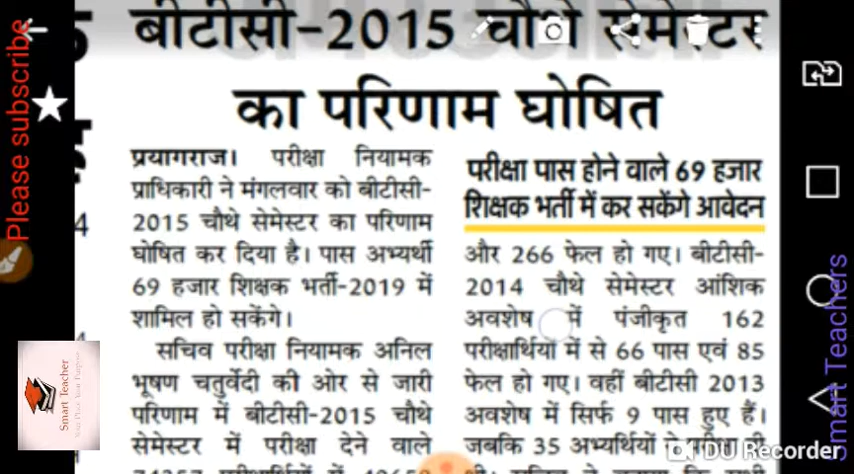 बीटीसी-2015 चौथे सेमेस्टर
का परिणाम घोषित
प्रयागराज। परीक्षा नियामक
प्राधिकारी ने मंगलवार को बीटीसी-
2015 चौथे सेमेस्टर का परिणाम
घोषित कर दिया है। पास अभ्यर्थी
69 हजार शिक्षक भर्ती-2019 में
शामिल हो सकेंगे।
सचिव परीक्षा नियामक अनिल
भूषण चतुर्वेदी की ओर से जारी
परिणाम में बीटीसी-2015 चौथे
सेमेस्टर में परीक्षा देने वाले
परीक्षा पास होने वाले 69 हजार
शिक्षक भर्ती में कर सकेंगे आवेदन
और 266 फेल हो गए। बीटीसी-
2014 चौथे सेमेस्टर आंशिक
अवशेष में पंजीकृत 162
परीक्षार्थियों में से 66 पास एवं 85
फेल हो गए। वहीं बीटीसी 2013
अवशेष में सिर्फ 9 पास हुए हैं।
जबकि 35 अभ्यर्थियों
Please subscribe
4
Smart Teacher
Smart Teachers
DU Recorder